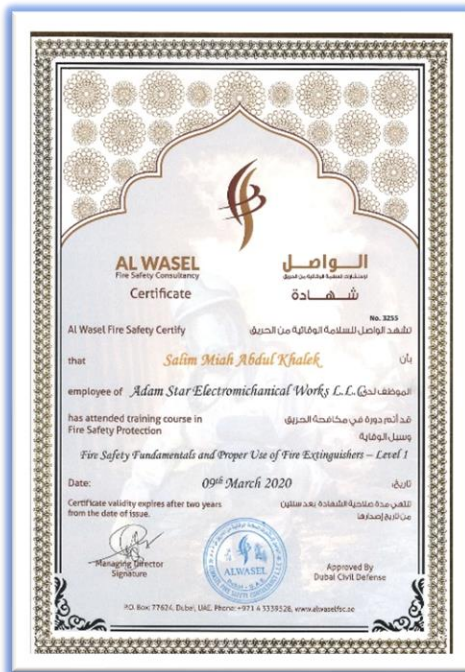 AL WASEL
Fire Safety Consultancy
Certificate
الواصل
لإستشارات السلامة الوقائية من الحريق
شهادة
No. 3255
Al Wasel Fire Safety Certify
تشهد الواصل للسلامة الوقائية من الحريق
that
Salim Miah Abdul Khalek
بأن
employee of
Adam Star Electromichanical Works L.L.C
الموظف لدى
has attended training course in
Fire Safety Protection
قد أتم دورة في مكافحة الحريق
وسبل الوقاية
Fire Safety Fundamentals and Proper Use of Fire Extinguishers – Level 1
Date:
09th March 2020
تاريخ:
Certificate validity expires after two years
from the date of issue.
تنتهي مدة صلاحية الشهادة بعد سنتين
من تاريخ إصدارها
Managing Director
Signature
ALWASEL
DUBAI - U.A.E.
Approved By
Dubai Civil Defense
P.O. Box: 77624, Dubai, UAE, Phone: +971 4 3339528, www.alwaselfsc.ae